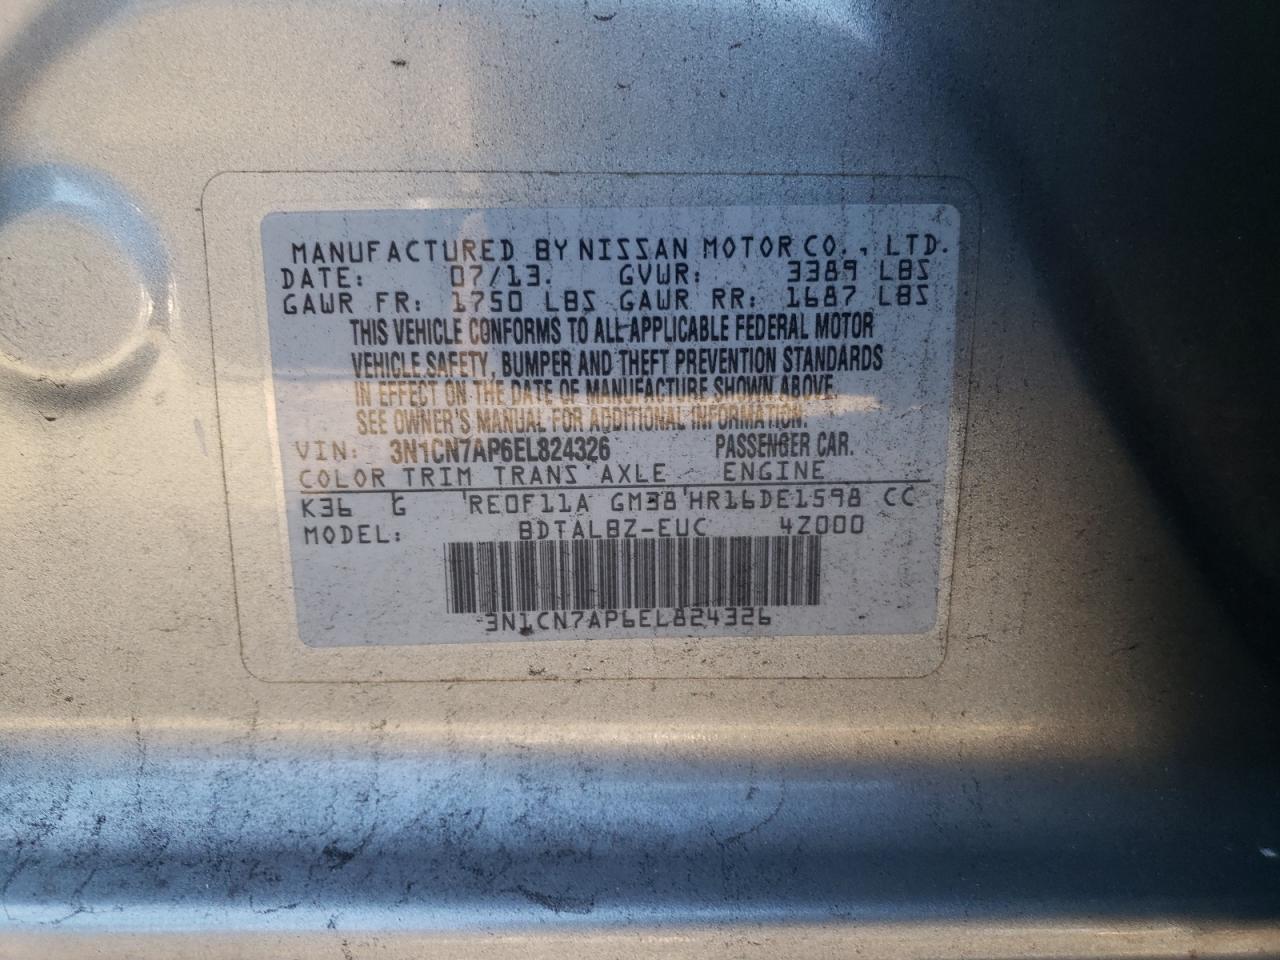 MANUFACTURED BY NISSAN MOTOR CO., LTD.
DATE: 07/13. GVWR: 3389 LBS
GAWR FR: 1750 LBS GAWR RR: 1687 LBS
THIS VEHICLE CONFORMS TO ALL APPLICABLE FEDERAL MOTOR
VEHICLE SAFETY, BUMPER AND THEFT PREVENTION STANDARDS
IN EFFECT ON THE DATE OF MANUFACTURE SHOWN ABOVE.
SEE OWNER'S MANUAL FOR ADDITIONAL INFORMATION.
VIN: 3N1CN7AP6EL824326 PASSENGER CAR.
COLOR TRIM TRANS AXLE ENGINE
K36 G RE0F11A GM38 HR16DE1598 CC
MODEL: BDTALBZ-EUC 4Z000
3N1CN7AP6EL824326